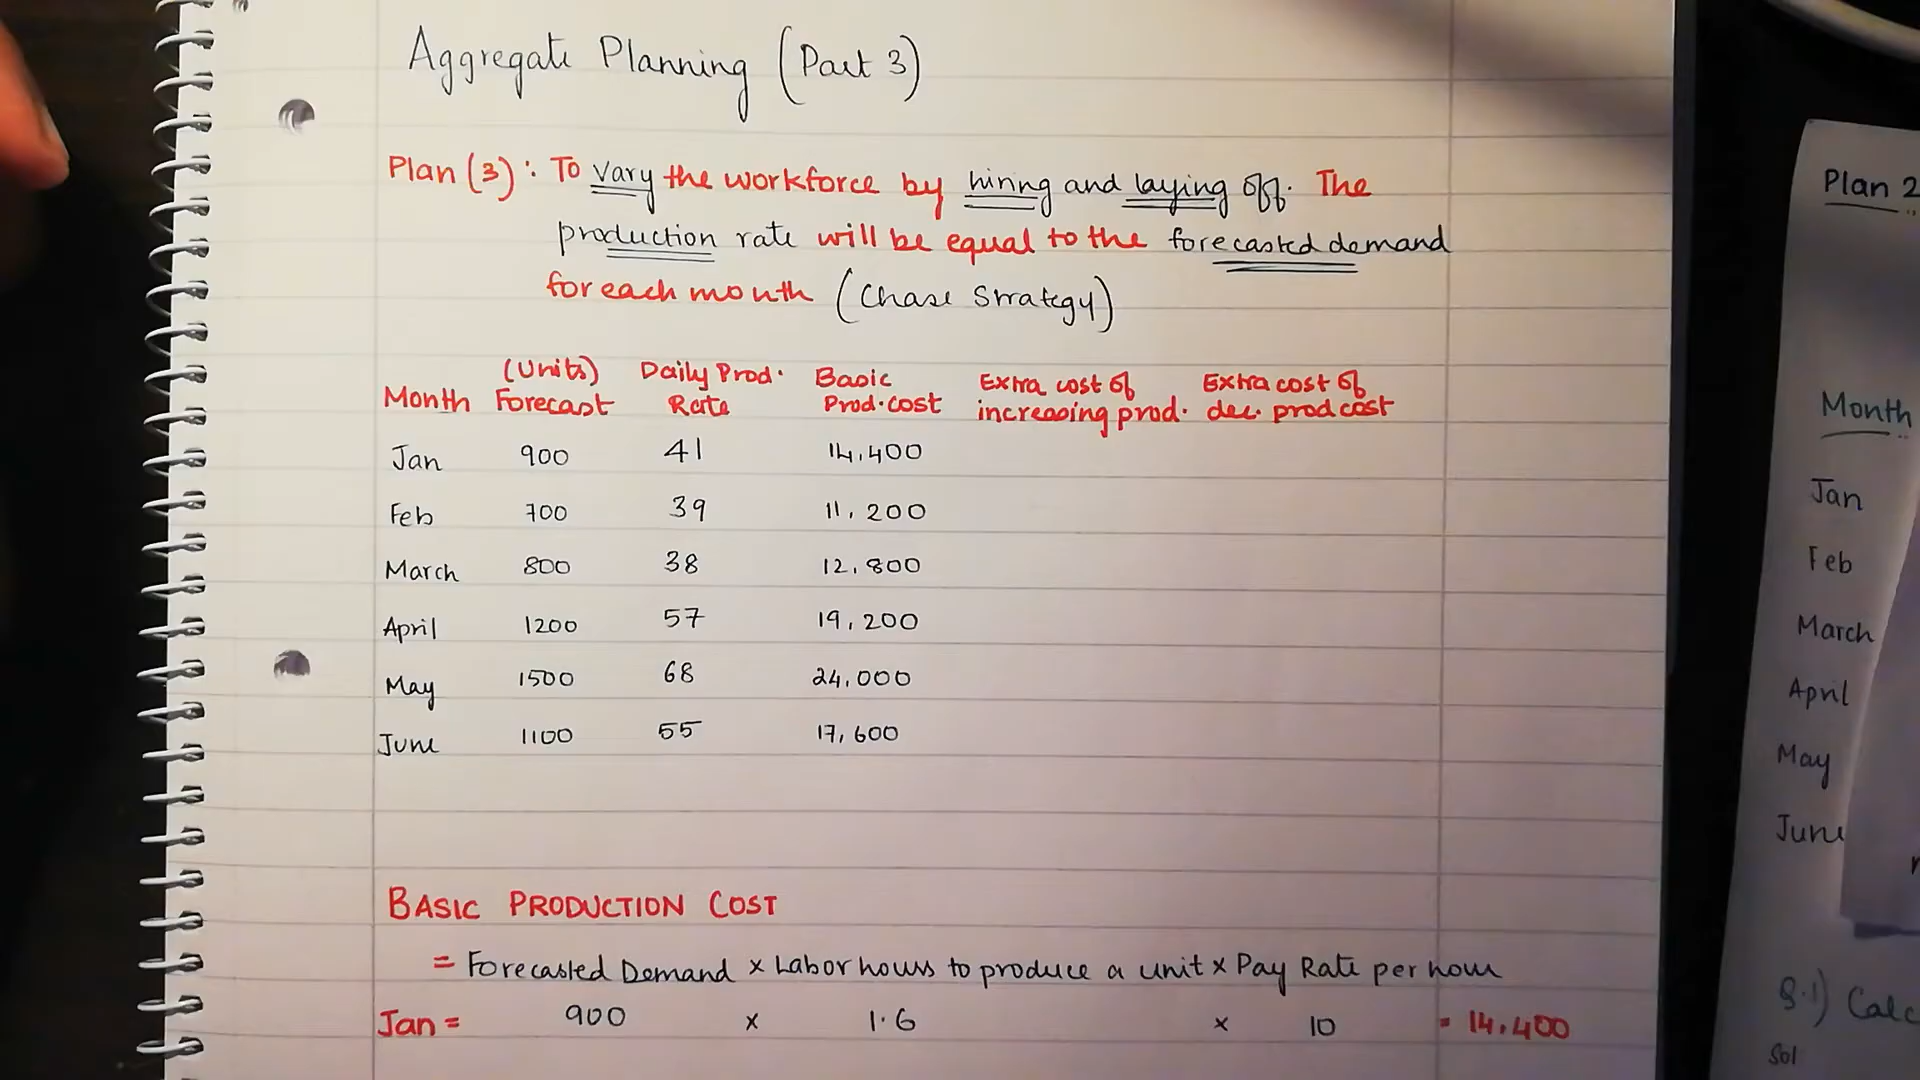 Aggregate Planning (Part 3)
Plan (3): To vary the workforce by hiring and laying off. The
production rate will be equal to the forecasted demand
for each month (Chase Strategy)
Month (Units) Forecast Daily Prod. Rate Basic Prod. cost Extra cost of increasing prod. Extra cost of dec. prod cost
Jan 900 41 14,400
Feb 700 39 11,200
March 800 38 12,800
April 1200 57 19,200
May 1500 68 24,000
June 1100 55 17,600
BASIC PRODUCTION COST
= Forecasted Demand x Labor hours to produce a unit x Pay Rate per hour
Jan = 900 x 1.6 x 10 = 14,400
Plan 2
Month
Jan
Feb
March
April
May
June
Q.1) Calc
Sol